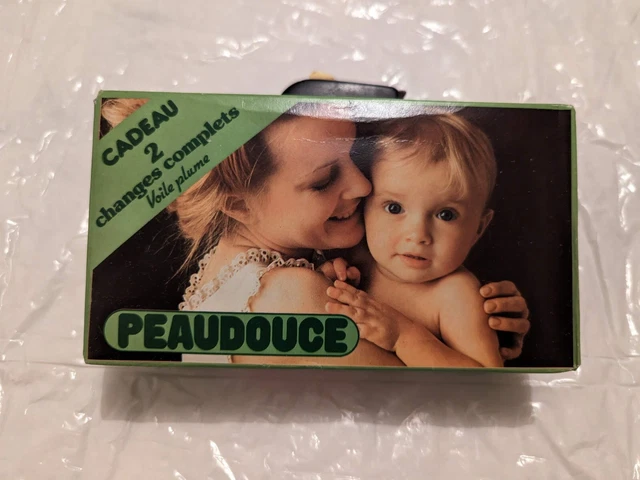 CADEAU
2
changes complets
Voile plume
PEAUDOUCE